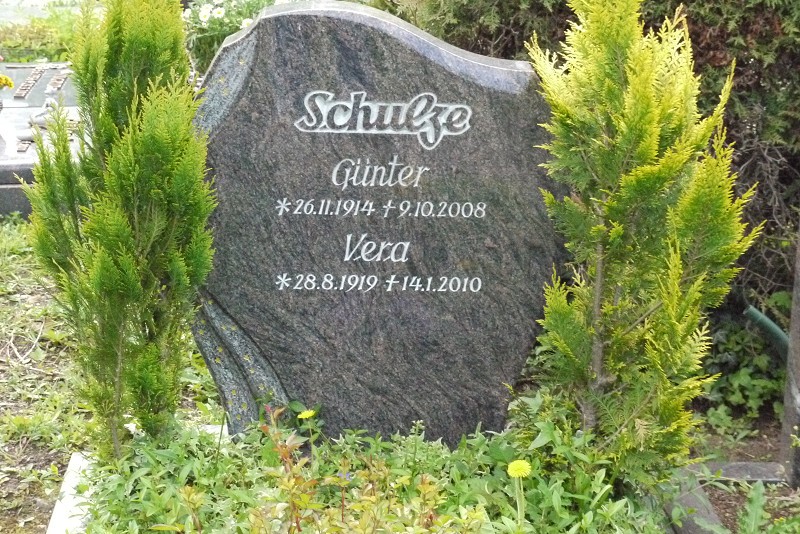 Schulze
Günter
*26.11.1914 †9.10.2008
Vera
*28.8.1919 †14.1.2010